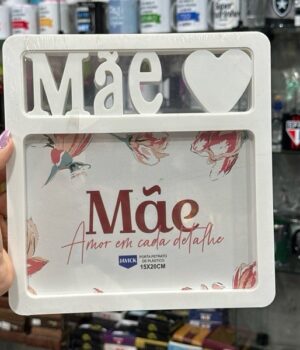 Mãe
Mãe
Amor em cada detalhe
JAVICK
PORTA RETRATO
DE PLÁSTICO
15X20CM